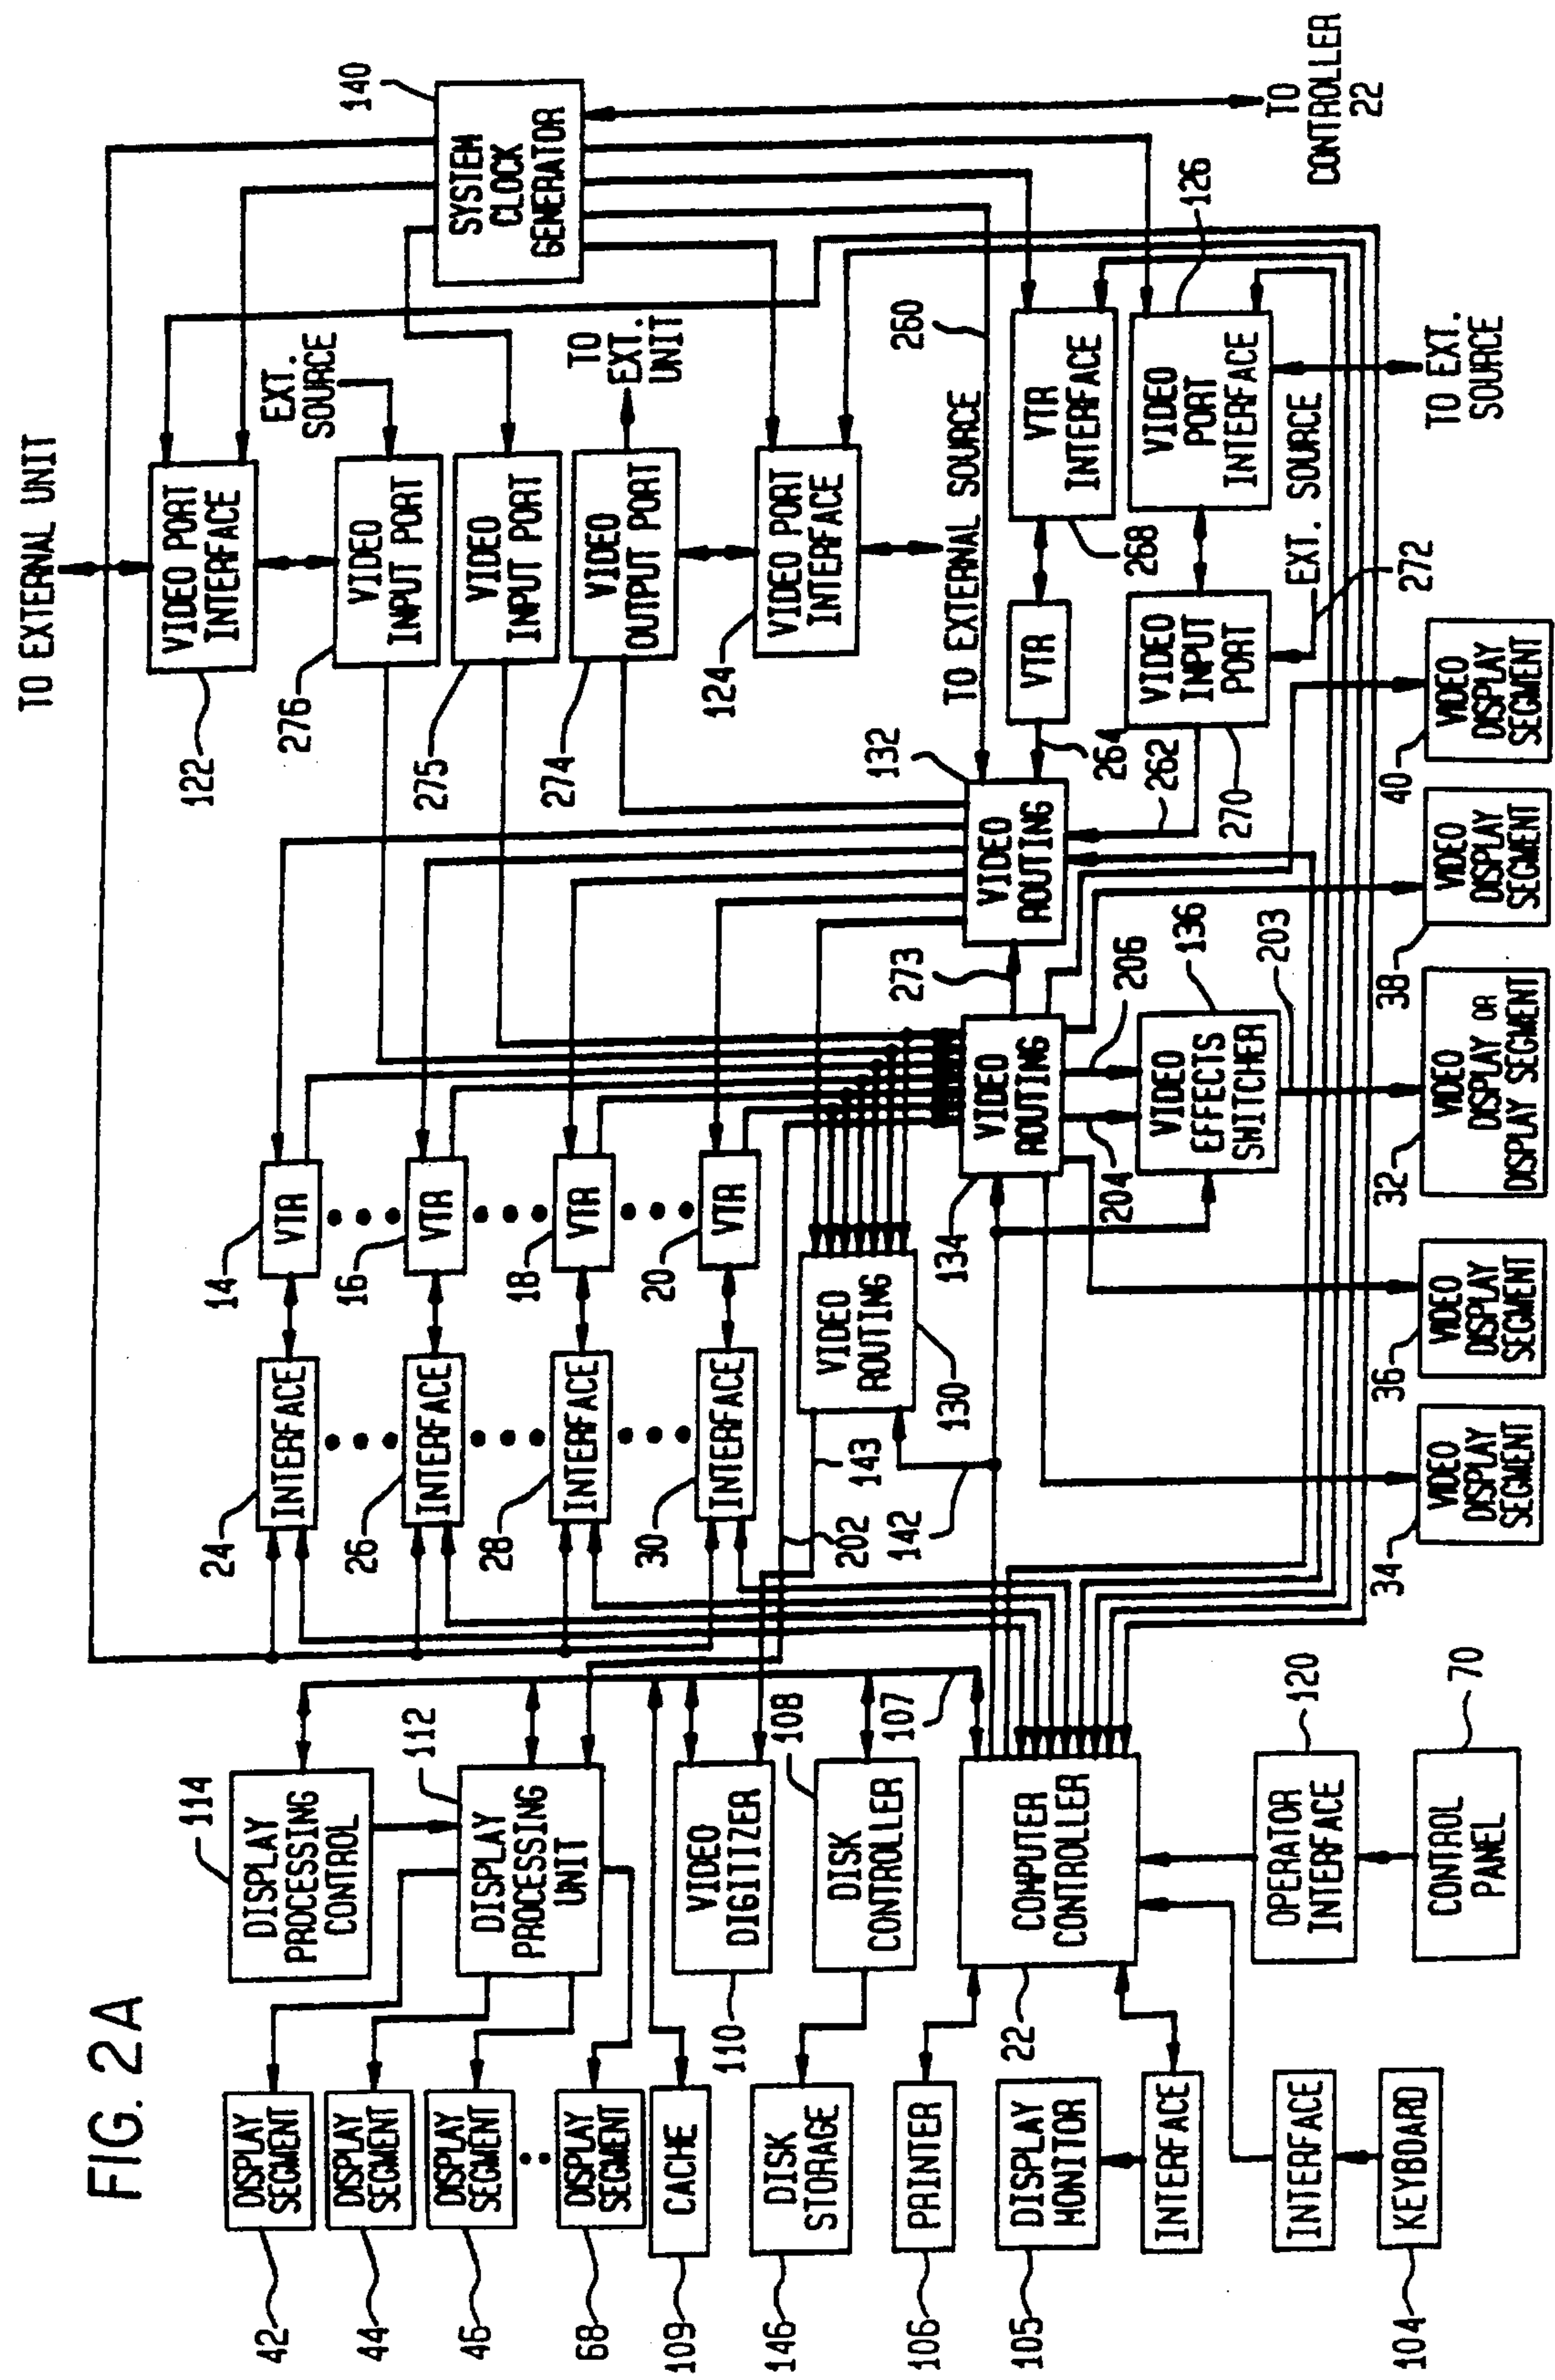 FIG. 2A
42
DISPLAY
SEGMENT
44
DISPLAY
SEGMENT
46
DISPLAY
SEGMENT
68
DISPLAY
SEGMENT
109
CACHE
146
DISK
STORAGE
106
PRINTER
105
DISPLAY
MONITOR
INTERFACE
INTERFACE
104
KEYBOARD
114
DISPLAY
PROCESSING
CONTROL
112
DISPLAY
PROCESSING
UNIT
110
VIDEO
DIGITIZER
108
DISK
CONTROLLER
107
22
COMPUTER
CONTROLLER
120
OPERATOR
INTERFACE
70
CONTROL
PANEL
24
INTERFACE
26
INTERFACE
28
INTERFACE
30
INTERFACE
14
VTR
16
VTR
18
VTR
20
VTR
202
143
142
VIDEO
ROUTING
130
134
VIDEO
ROUTING
204
206
273
VIDEO
EFFECTS
SWITCHER
136
203
132
VIDEO
ROUTING
34
VIDEO
DISPLAY
SEGMENT
36
VIDEO
DISPLAY
SEGMENT
32
VIDEO
DISPLAY OR
DISPLAY SEGMENT
38
VIDEO
DISPLAY
SEGMENT
40
VIDEO
DISPLAY
SEGMENT
TO EXTERNAL UNIT
122
VIDEO PORT
INTERFACE
276
VIDEO
INPUT PORT
EXT.
SOURCE
275
VIDEO
INPUT PORT
274
VIDEO
OUTPUT PORT
TO
EXT.
UNIT
124
VIDEO PORT
INTERFACE
TO EXTERNAL SOURCE
260
VTR
264
262
VTR
INTERFACE
268
VIDEO
INPUT
PORT
270
VIDEO
PORT
INTERFACE
126
EXT. SOURCE
272
TO EXT.
SOURCE
140
SYSTEM
CLOCK
GENERATOR
TO
CONTROLLER
22